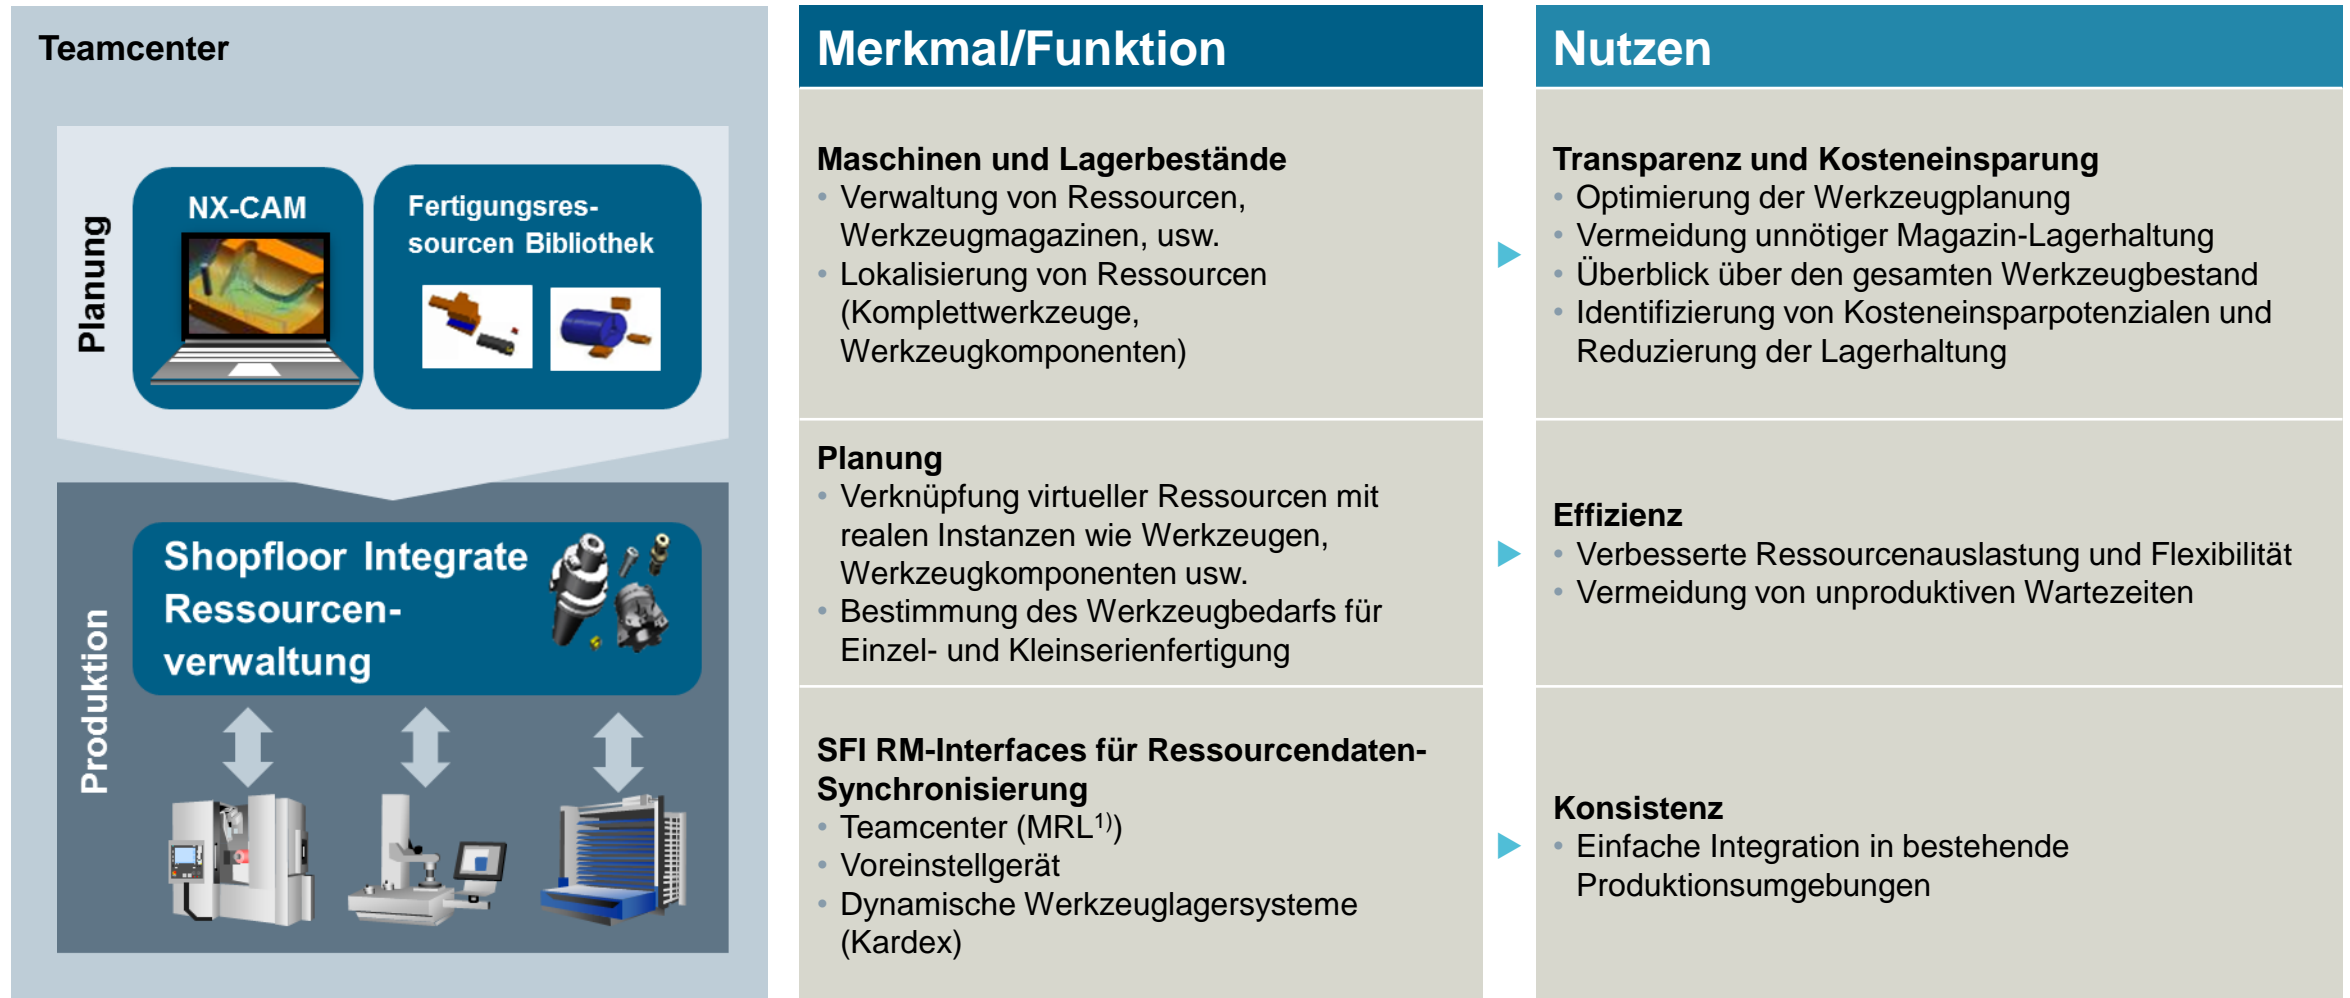 Teamcenter
Planung
NX-CAM
Fertigungsres-
sourcen Bibliothek
Produktion
Shopfloor Integrate
Ressourcen-
verwaltung
Merkmal/Funktion
Nutzen
Maschinen und Lagerbestände
• Verwaltung von Ressourcen,
Werkzeugmagazinen, usw.
• Lokalisierung von Ressourcen
(Komplettwerkzeuge,
Werkzeugkomponenten)
Transparenz und Kosteneinsparung
• Optimierung der Werkzeugplanung
• Vermeidung unnötiger Magazin-Lagerhaltung
• Überblick über den gesamten Werkzeugbestand
• Identifizierung von Kosteneinsparpotenzialen und
Reduzierung der Lagerhaltung
Planung
• Verknüpfung virtueller Ressourcen mit
realen Instanzen wie Werkzeugen,
Werkzeugkomponenten usw.
• Bestimmung des Werkzeugbedarfs für
Einzel- und Kleinserienfertigung
Effizienz
• Verbesserte Ressourcenauslastung und Flexibilität
• Vermeidung von unproduktiven Wartezeiten
SFI RM-Interfaces für Ressourcendaten-
Synchronisierung
• Teamcenter (MRL¹⁾)
• Voreinstellgerät
• Dynamische Werkzeuglagersysteme
(Kardex)
Konsistenz
• Einfache Integration in bestehende
Produktionsumgebungen